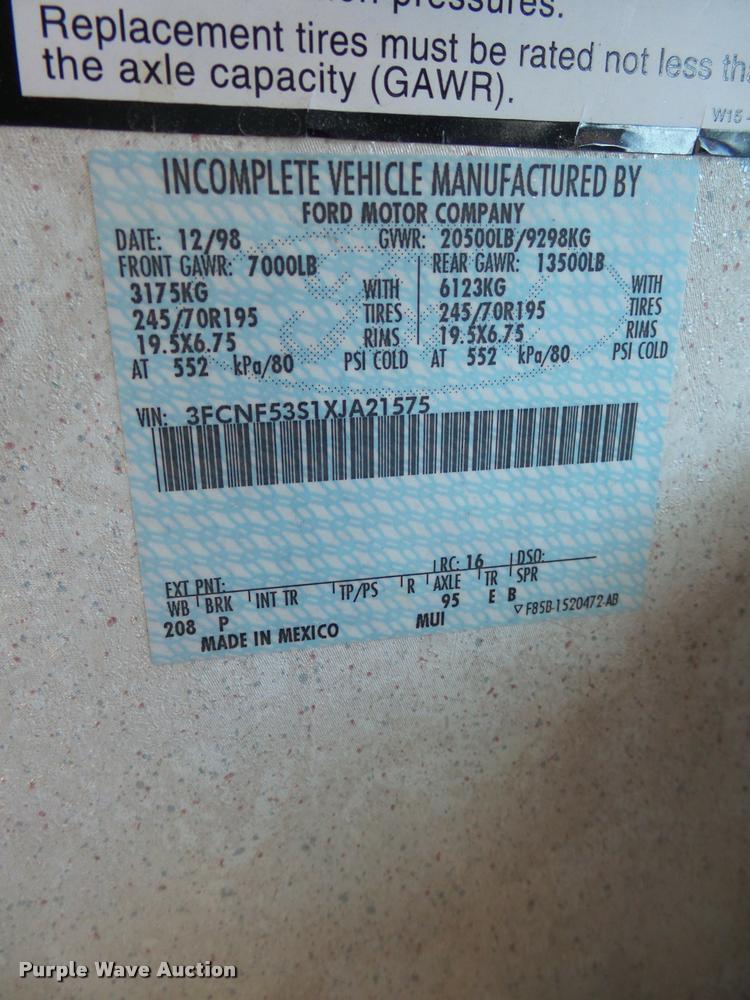 pressures.
Replacement tires must be rated not less
the axle capacity (GAWR).
W15 -
INCOMPLETE VEHICLE MANUFACTURED BY
FORD MOTOR COMPANY
DATE: 12/98 GVWR: 20500LB/9298KG
FRONT GAWR: 7000LB REAR GAWR: 13500LB
3175KG WITH 6123KG WITH
245/70R195 TIRES 245/70R195 TIRES
19.5X6.75 RIMS 19.5X6.75 RIMS
AT 552 kPa/80 PSI COLD AT 552 kPa/80 PSI COLD
VIN: 3FCNF53S1XJA21575
EXT PNT: RC: 16 DSO:
WB BRK INT TR TP/PS R AXLE TR SPR
208 P 95 E B
MADE IN MEXICO MUI ▽ F85B-1520472-AB
Purple Wave Auction